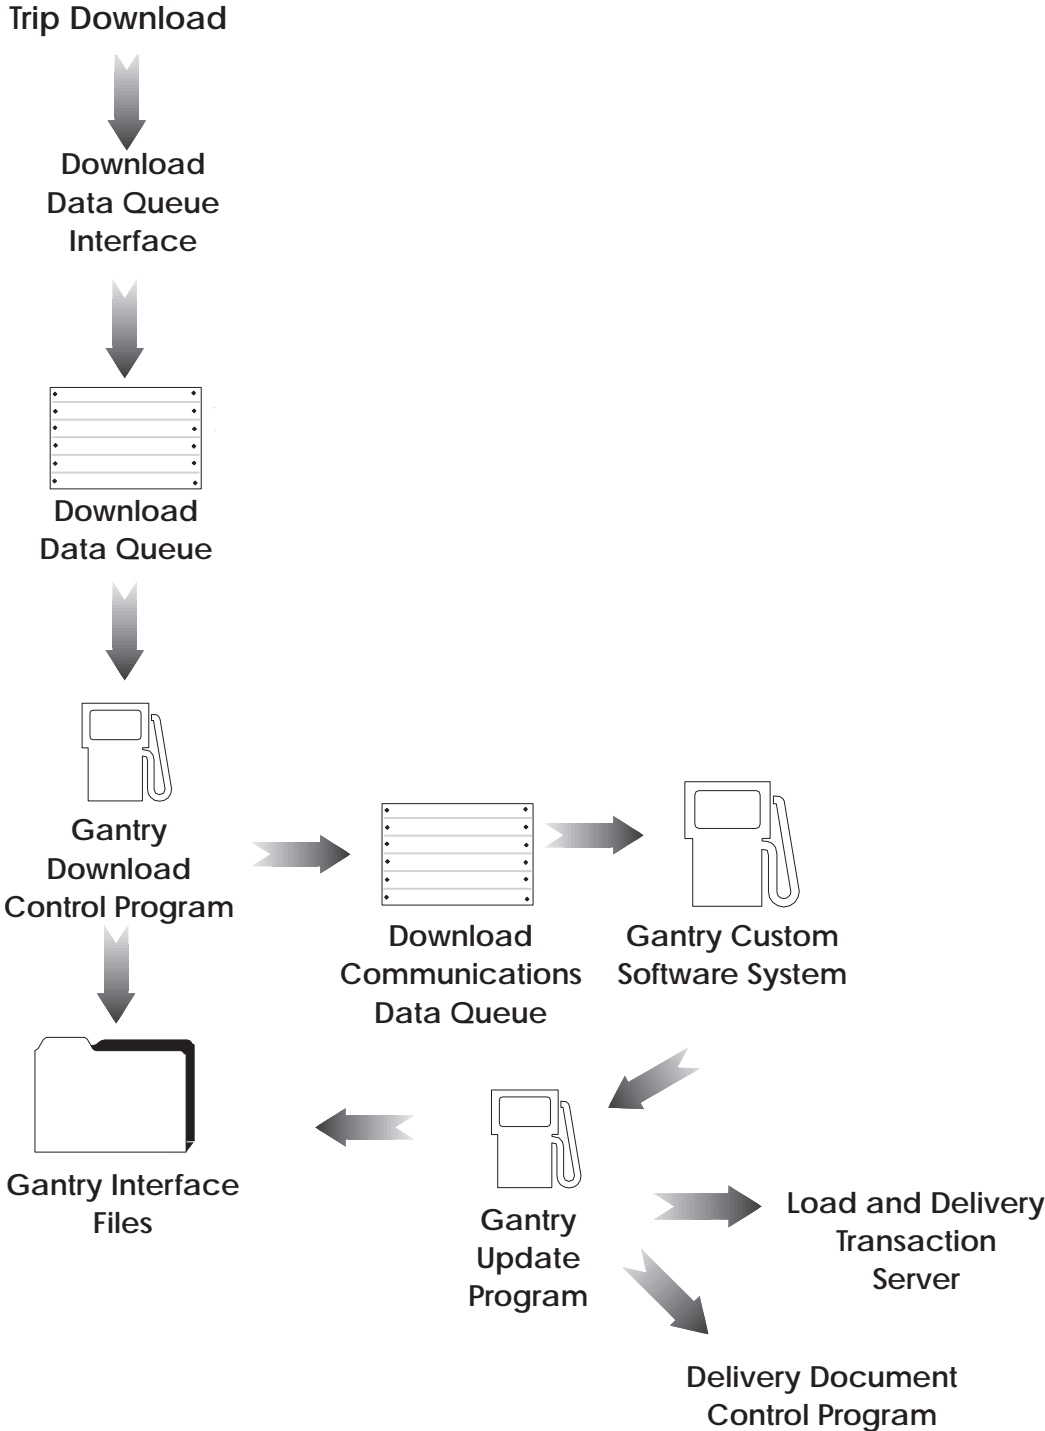 Trip Download
Download
Data Queue
Interface
Download
Data Queue
Gantry
Download
Control Program
Download
Communications
Data Queue
Gantry Custom
Software System
Gantry Interface
Files
Gantry
Update
Program
Load and Delivery
Transaction
Server
Delivery Document
Control Program